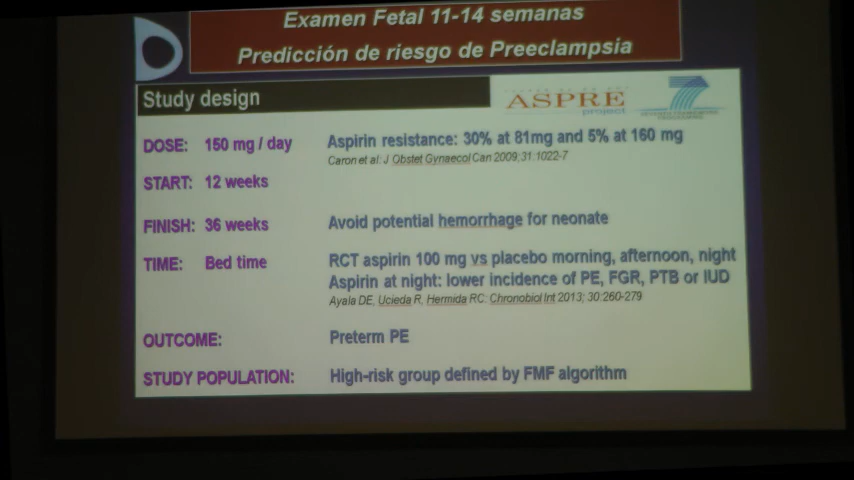 Examen Fetal 11-14 semanas
Predicción de riesgo de Preeclampsia
Study design
ASPRE
project
DOSE: 150 mg / day Aspirin resistance: 30% at 81mg and 5% at 160 mg
Caron et al: J Obstet Gynaecol Can 2009;31:1022-7
START: 12 weeks
FINISH: 36 weeks Avoid potential hemorrhage for neonate
TIME: Bed time RCT aspirin 100 mg vs placebo morning, afternoon, night
Aspirin at night: lower incidence of PE, FGR, PTB or IUD
Ayala DE, Ucieda R, Hermida RC: Chronobiol Int 2013; 30:260-279
OUTCOME: Preterm PE
STUDY POPULATION: High-risk group defined by FMF algorithm